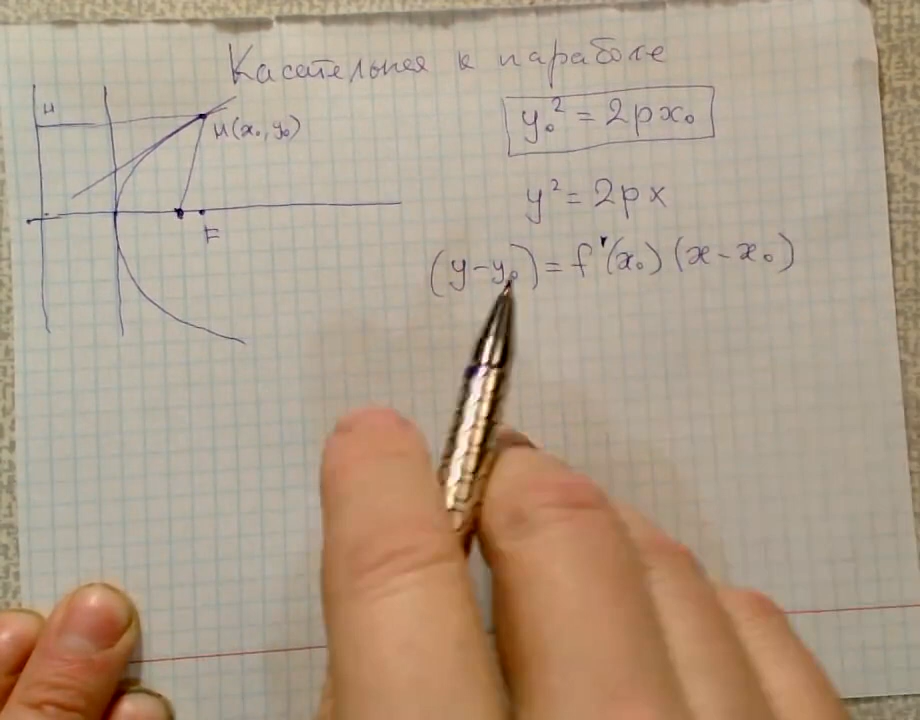 Касательная к параболе
н
M(x₀, y₀)
F
y₀² = 2px₀
y² = 2px
(y-y₀) = f'(x₀)(x-x₀)